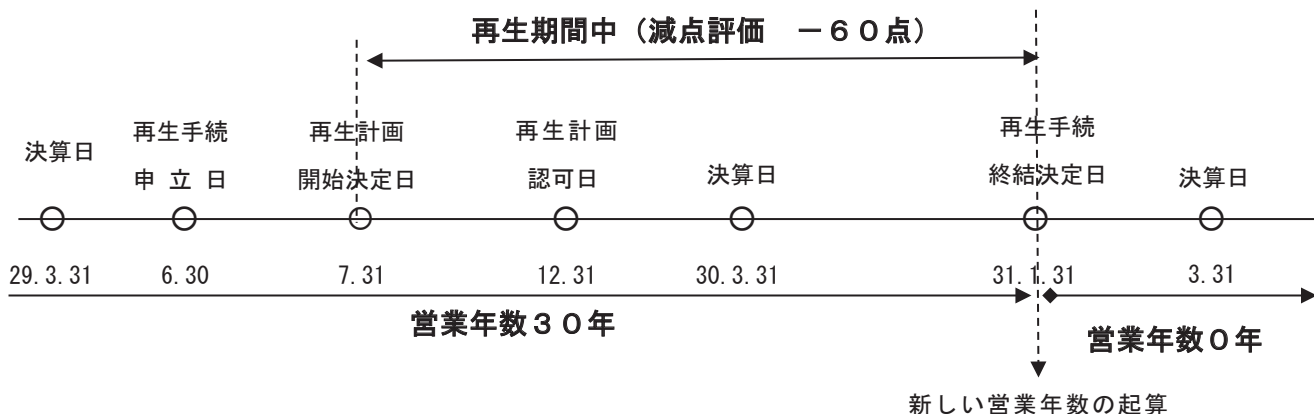 再生期間中（減点評価　－６０点）
決算日
再生手続
申 立 日
再生計画
開始決定日
再生計画
認可日
決算日
再生手続
終結決定日
決算日
29.3.31
6.30
7.31
12.31
30.3.31
31.1.31
3.31
営業年数３０年
営業年数０年
新しい営業年数の起算